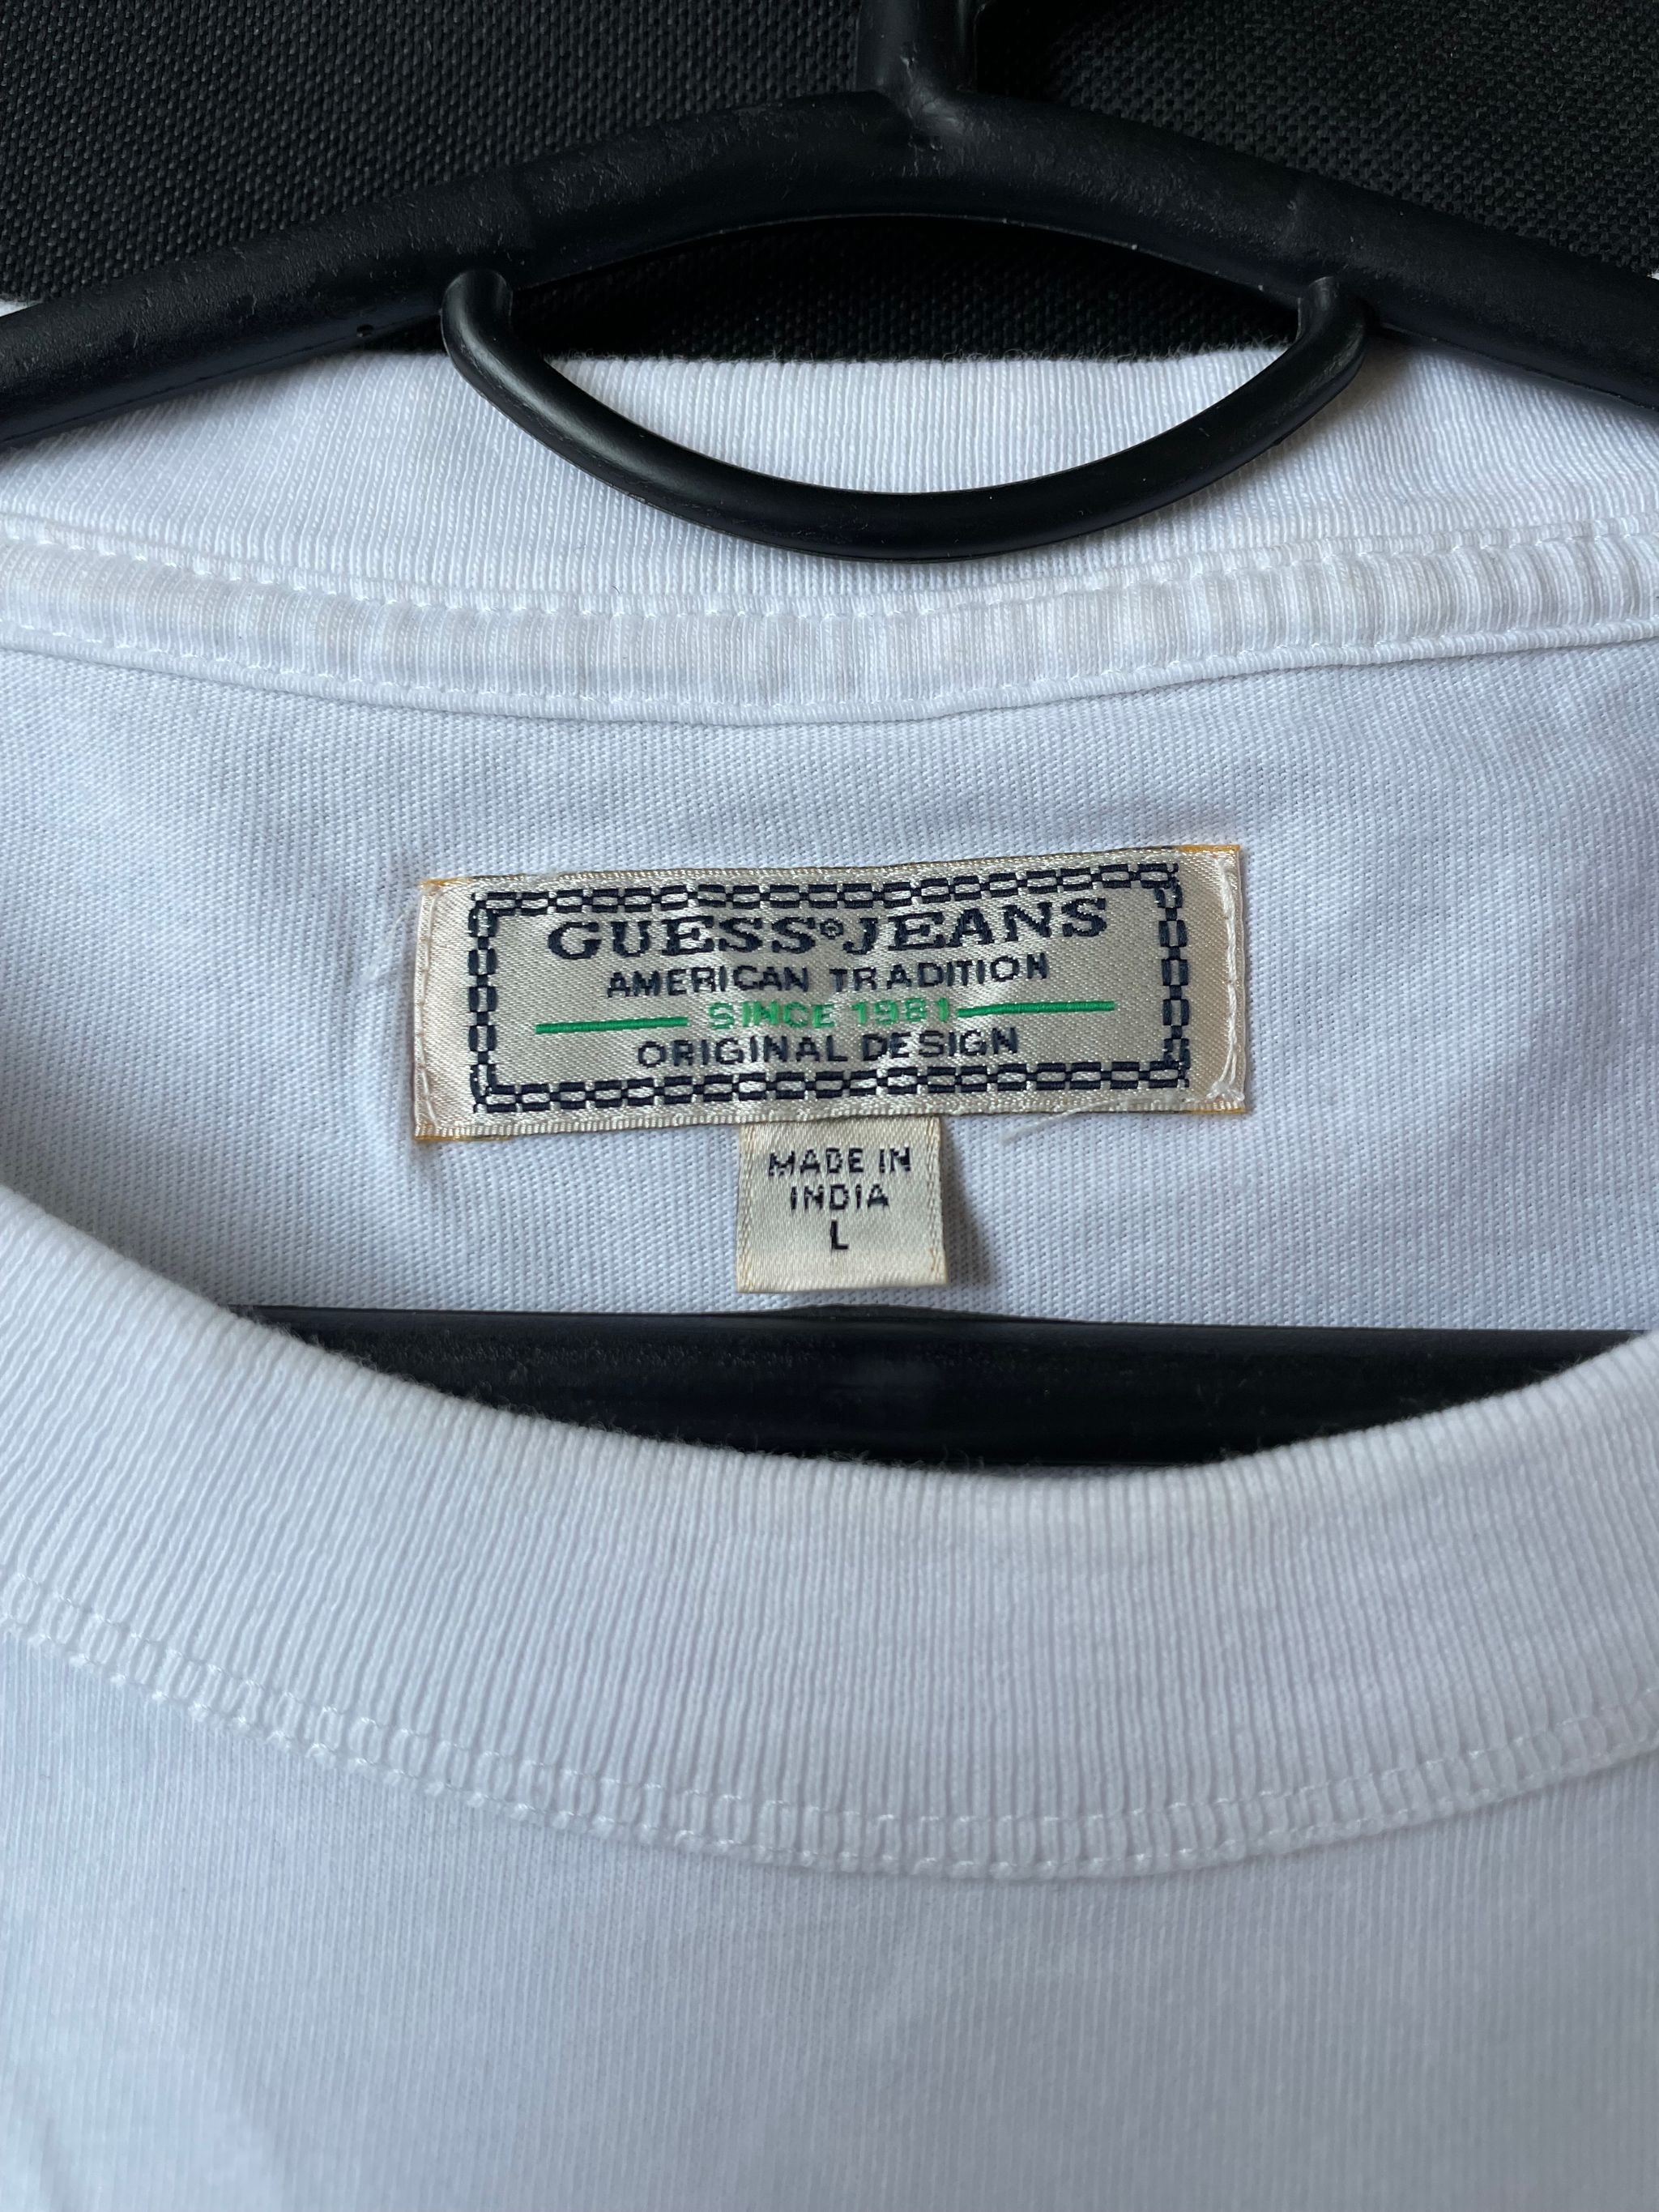 GUESS®JEANS
AMERICAN TRADITION
SINCE 1981
ORIGINAL DESIGN
MADE IN
INDIA
L